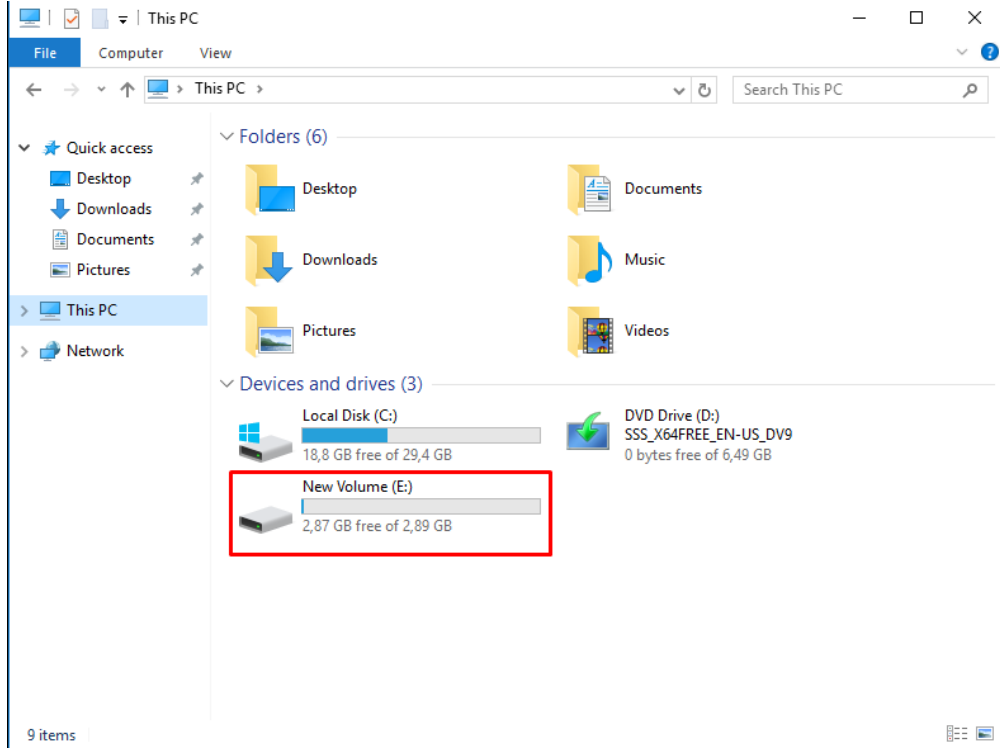 This PC
File Computer View
This PC
Search This PC
Quick access
Desktop
Downloads
Documents
Pictures
This PC
Network
Folders (6)
Desktop
Documents
Downloads
Music
Pictures
Videos
Devices and drives (3)
Local Disk (C:)
18,8 GB free of 29,4 GB
DVD Drive (D:)
SSS_X64FREE_EN-US_DV9
0 bytes free of 6,49 GB
New Volume (E:)
2,87 GB free of 2,89 GB
9 items